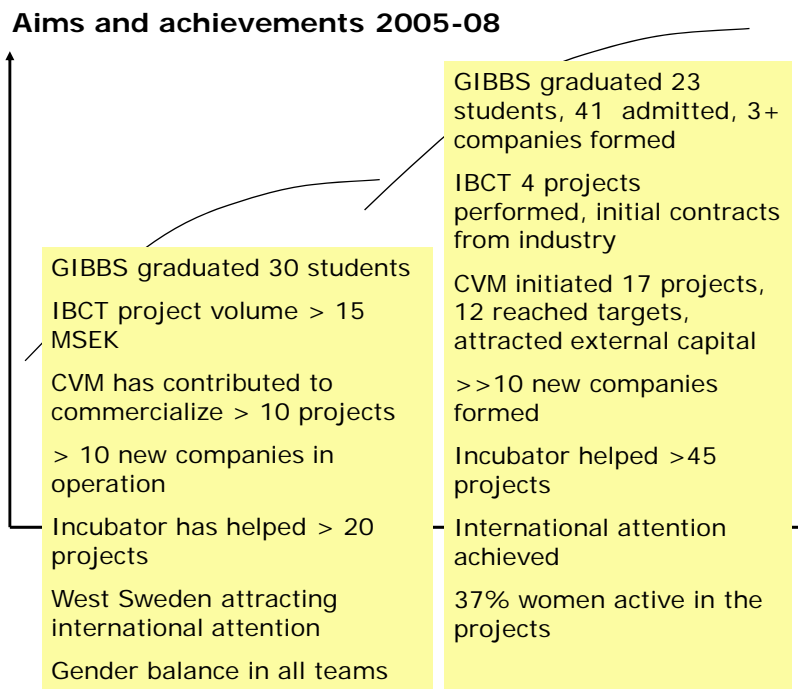 Aims and achievements 2005-08
GIBBS graduated 30 students
IBCT project volume > 15
MSEK
CVM has contributed to
commercialize > 10 projects
> 10 new companies in
operation
Incubator has helped > 20
projects
West Sweden attracting
international attention
Gender balance in all teams
GIBBS graduated 23
students, 41 admitted, 3+
companies formed
IBCT 4 projects
performed, initial contracts
from industry
CVM initiated 17 projects,
12 reached targets,
attracted external capital
>>10 new companies
formed
Incubator helped >45
projects
International attention
achieved
37% women active in the
projects